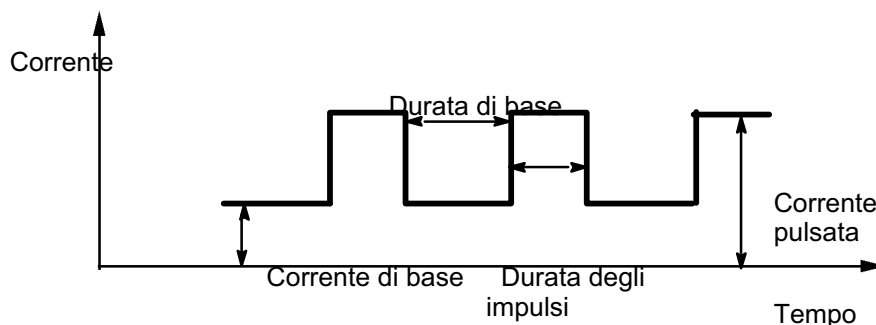 Corrente
Durata di base
Corrente
pulsata
Corrente di base
Durata degli
impulsi
Tempo